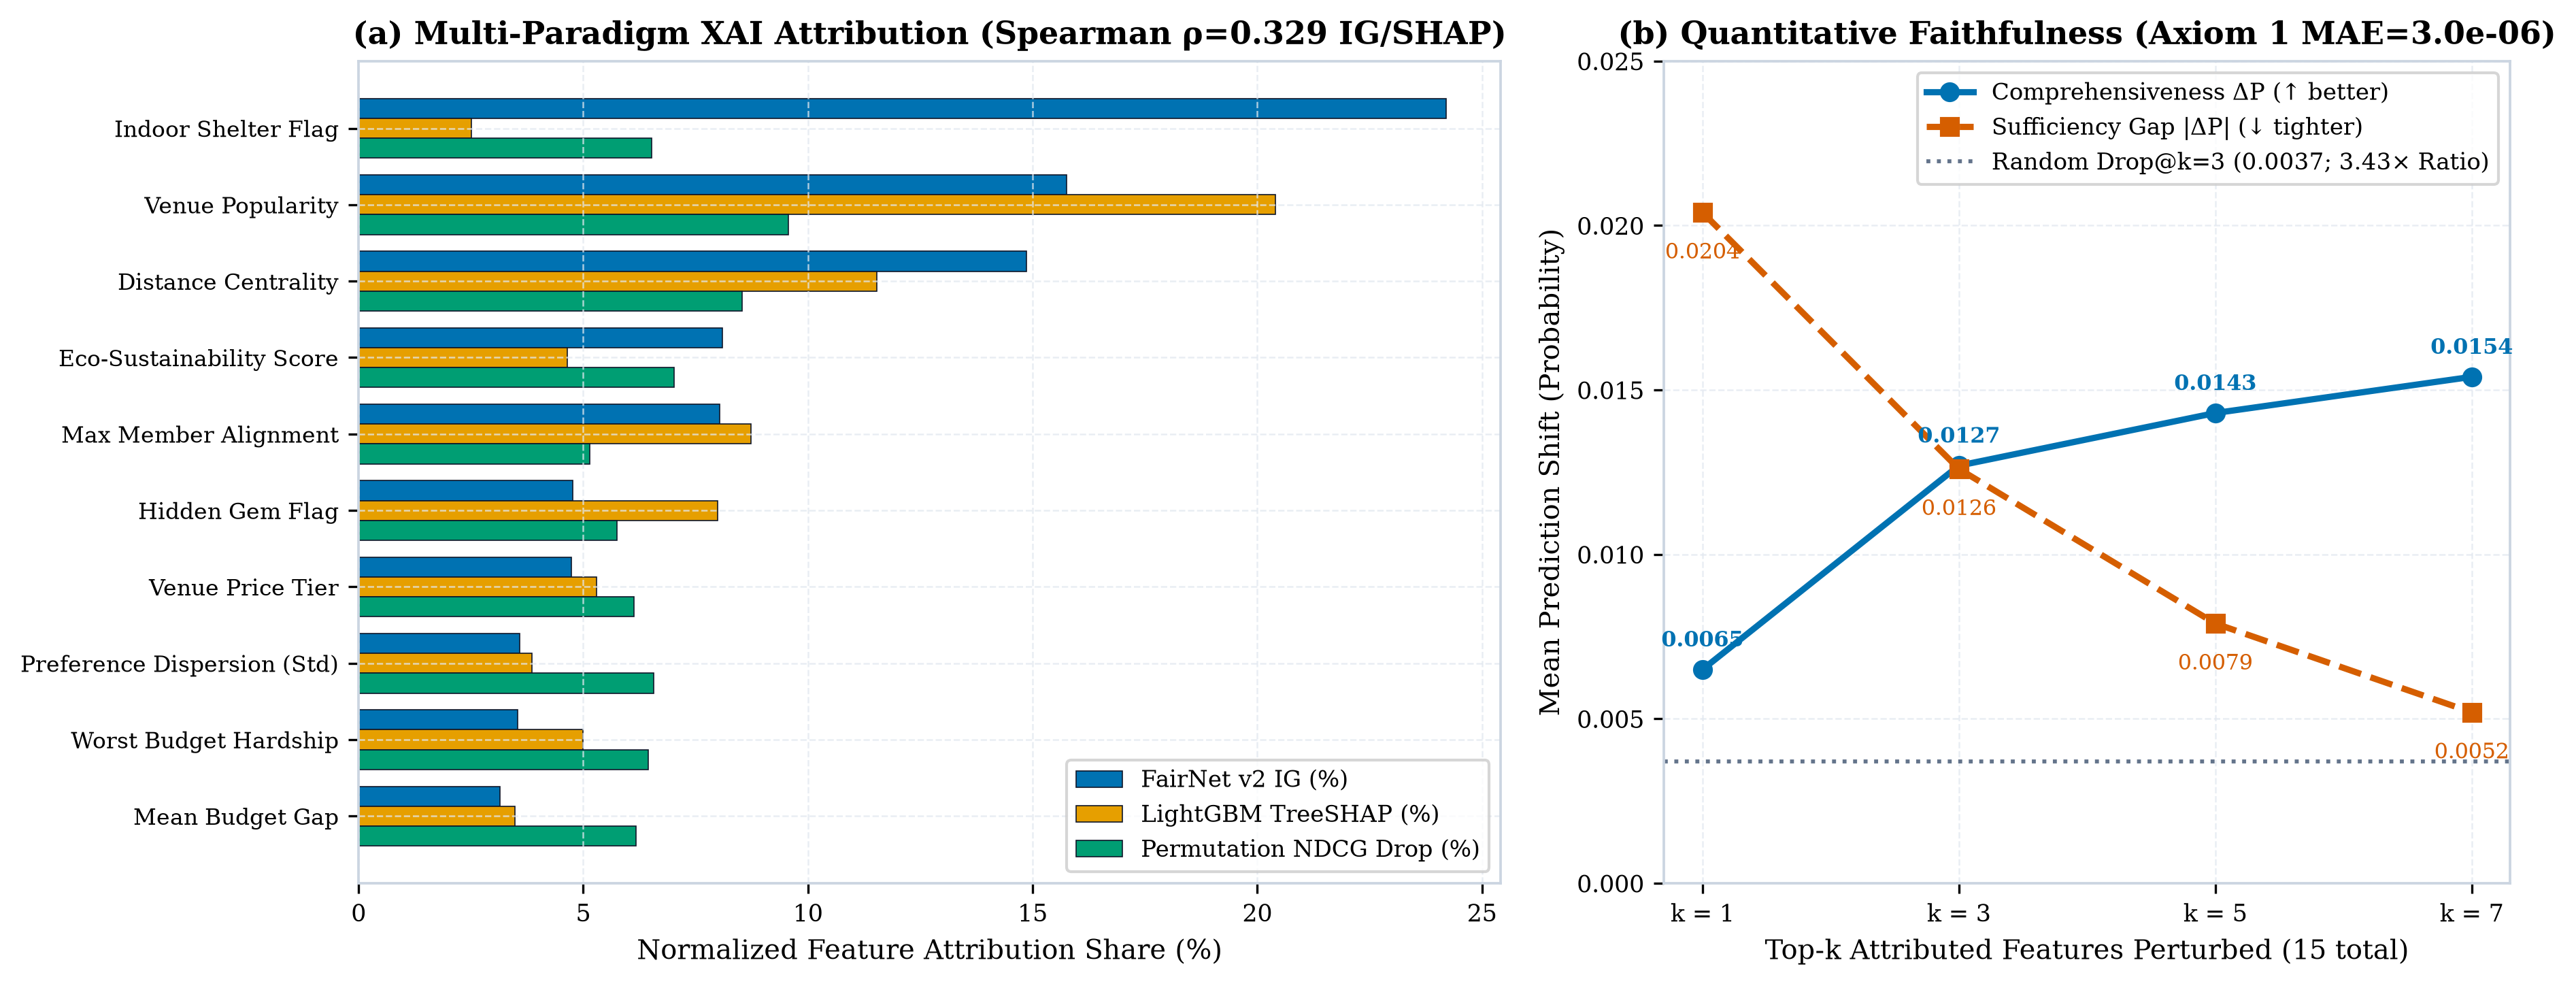 (a) Multi-Paradigm XAI Attribution (Spearman ρ=0.329 IG/SHAP)
Indoor Shelter Flag
Venue Popularity
Distance Centrality
Eco-Sustainability Score
Max Member Alignment
Hidden Gem Flag
Venue Price Tier
Preference Dispersion (Std)
Worst Budget Hardship
Mean Budget Gap
FairNet v2 IG (%)
LightGBM TreeSHAP (%)
Permutation NDCG Drop (%)
0 5 10 15 20 25
Normalized Feature Attribution Share (%)
(b) Quantitative Faithfulness (Axiom 1 MAE=3.0e-06)
Mean Prediction Shift (Probability)
0.025
0.020
0.015
0.010
0.005
0.000
Comprehensiveness ΔP (↑ better)
Sufficiency Gap |ΔP| (↓ tighter)
Random Drop@k=3 (0.0037; 3.43× Ratio)
0.0204
0.0154
0.0143
0.0127
0.0126
0.0065
0.0079
0.0052
k = 1 k = 3 k = 5 k = 7
Top-k Attributed Features Perturbed (15 total)